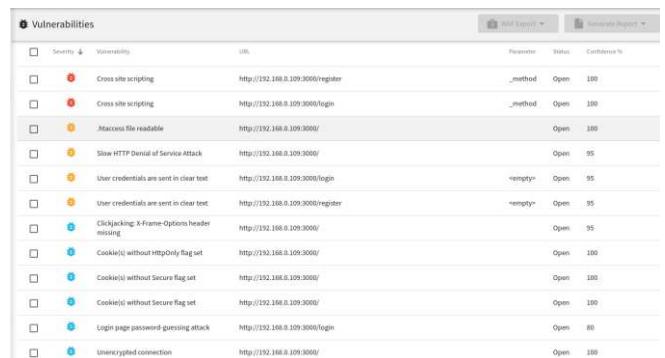 Vulnerabilities
WAF Export
Generate Report
Severity Vulnerability URL Parameter Status Confidence %
Cross site scripting http://192.168.0.109:3000/register _method Open 100
Cross site scripting http://192.168.0.109:3000/login _method Open 100
.htaccess file readable http://192.168.0.109:3000/ Open 100
Slow HTTP Denial of Service Attack http://192.168.0.109:3000/ Open 95
User credentials are sent in clear text http://192.168.0.109:3000/login <empty> Open 95
User credentials are sent in clear text http://192.168.0.109:3000/register <empty> Open 95
Clickjacking: X-Frame-Options header
missing http://192.168.0.109:3000/ Open 95
Cookie(s) without HttpOnly flag set http://192.168.0.109:3000/ Open 100
Cookie(s) without Secure flag set http://192.168.0.109:3000/ Open 100
Cookie(s) without Secure flag set http://192.168.0.109:3000/ Open 100
Login page password-guessing attack http://192.168.0.109:3000/login Open 80
Unencrypted connection http://192.168.0.109:3000/ Open 100